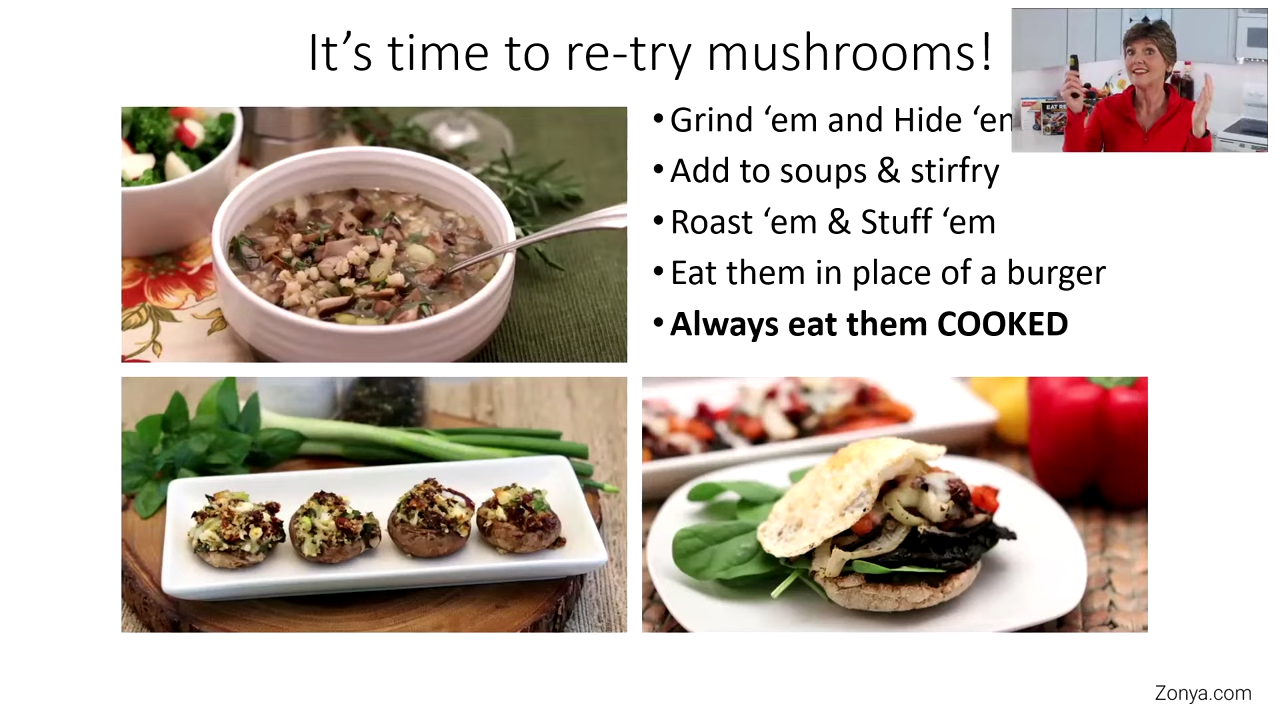 It’s time to re-try mushrooms!
• Grind ‘em and Hide ‘em
• Add to soups & stirfry
• Roast ‘em & Stuff ‘em
• Eat them in place of a burger
• Always eat them COOKED
Zonya.com